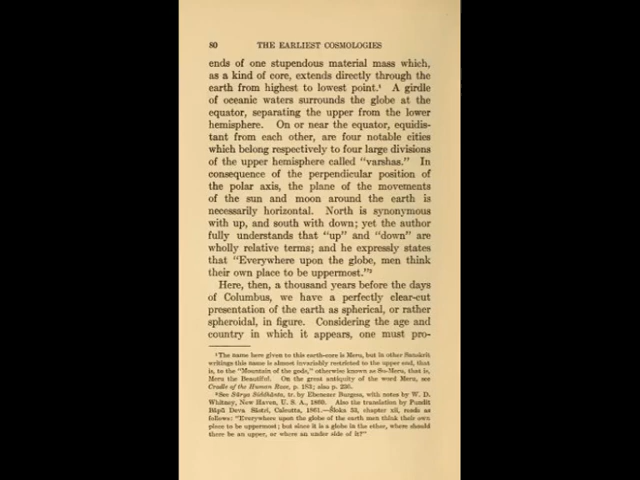 80 THE EARLIEST COSMOLOGIES
ends of one stupendous material mass which,
as a kind of core, extends directly through the
earth from highest to lowest point.¹ A girdle
of oceanic waters surrounds the globe at the
equator, separating the upper from the lower
hemisphere. On or near the equator, equidis-
tant from each other, are four notable cities
which belong respectively to four large divisions
of the upper hemisphere called "varshas." In
consequence of the perpendicular position of
the polar axis, the plane of the movements
of the sun and moon around the earth is
necessarily horizontal. North is synonymous
with up, and south with down; yet the author
fully understands that "up" and "down" are
wholly relative terms; and he expressly states
that "Everywhere upon the globe, men think
their own place to be uppermost."²
Here, then, a thousand years before the days
of Columbus, we have a perfectly clear-cut
presentation of the earth as spherical, or rather
spheroidal, in figure. Considering the age and
country in which it appears, one must pro-
¹The name here given to this earth-core is Meru, but in other Sanskrit
writings this name is almost invariably restricted to the upper end, that
is, to the "Mountain of the gods," otherwise known as Su-Meru, that is,
Meru the Beautiful. On the great antiquity of the word Meru, see
Cradle of the Human Race, p. 183; also p. 236.
²See Sûrya Siddhânta, tr. by Ebenezer Burgess, with notes by W. D.
Whitney, New Haven, U. S. A., 1860. Also the translation by Pundit
Bâpû Deva Sâstri, Calcutta, 1861.—Śloka 53, chapter xii, reads as
follows: "Everywhere upon the globe of the earth men think their own
place to be uppermost; but since it is a globe in the ether, where should
there be an upper, or where an under side of it?"